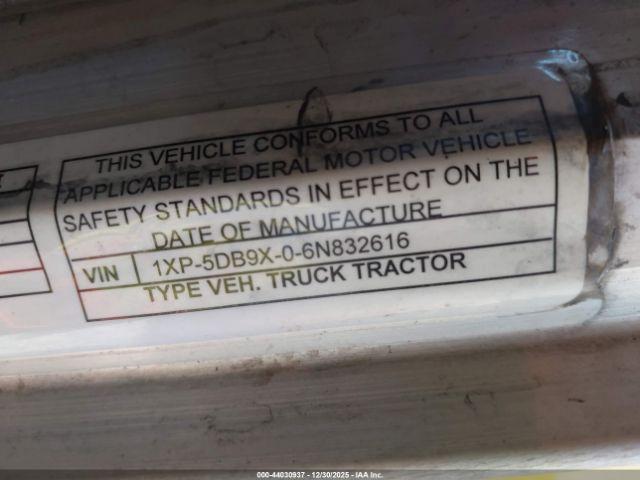 THIS VEHICLE CONFORMS TO ALL
APPLICABLE FEDERAL MOTOR VEHICLE
SAFETY STANDARDS IN EFFECT ON THE
DATE OF MANUFACTURE
VIN 1XP-5DB9X-0-6N832616
TYPE VEH. TRUCK TRACTOR
000-44030937 - 12/30/2025 - IAA Inc.